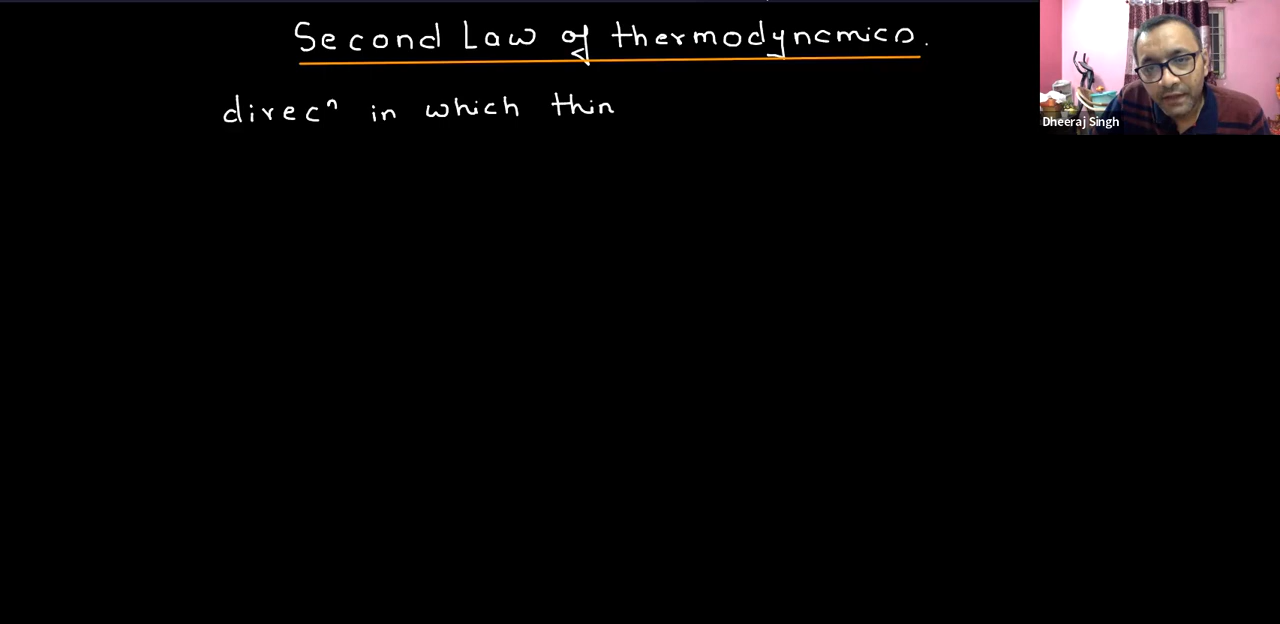 Second Law of thermodynamics.
direcⁿ in which thin
Dheeraj Singh